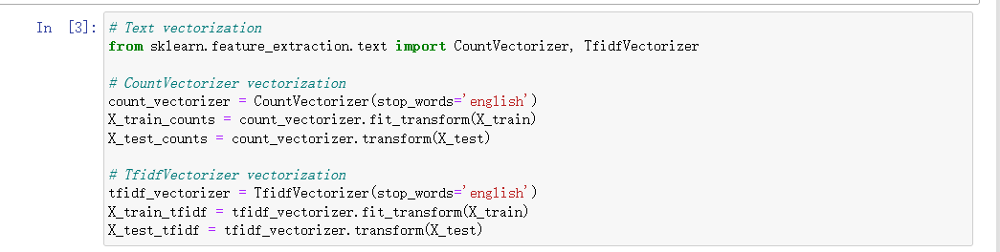 In [3]:
# Text vectorization
from sklearn.feature_extraction.text import CountVectorizer, TfidfVectorizer
# CountVectorizer vectorization
count_vectorizer = CountVectorizer(stop_words='english')
X_train_counts = count_vectorizer.fit_transform(X_train)
X_test_counts = count_vectorizer.transform(X_test)
# TfidfVectorizer vectorization
tfidf_vectorizer = TfidfVectorizer(stop_words='english')
X_train_tfidf = tfidf_vectorizer.fit_transform(X_train)
X_test_tfidf = tfidf_vectorizer.transform(X_test)